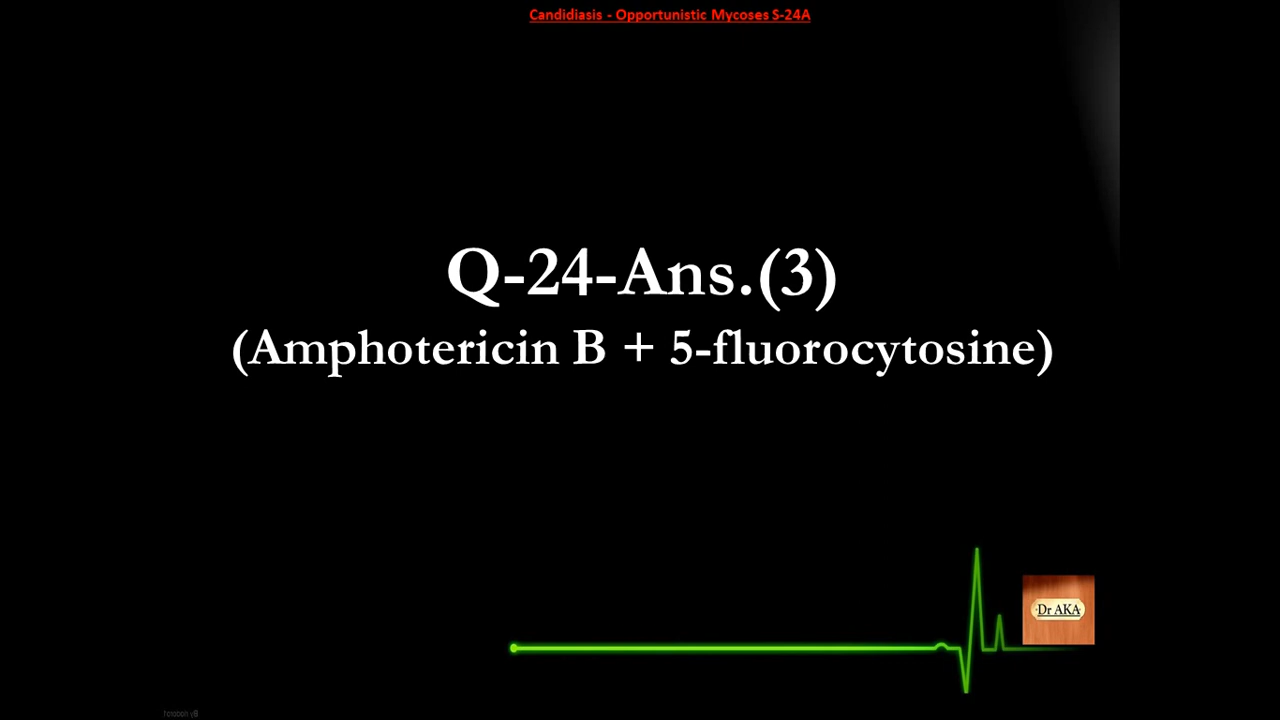 Candidiasis - Opportunistic Mycoses S-24A
Q-24-Ans.(3)
(Amphotericin B + 5-fluorocytosine)
Dr AKA